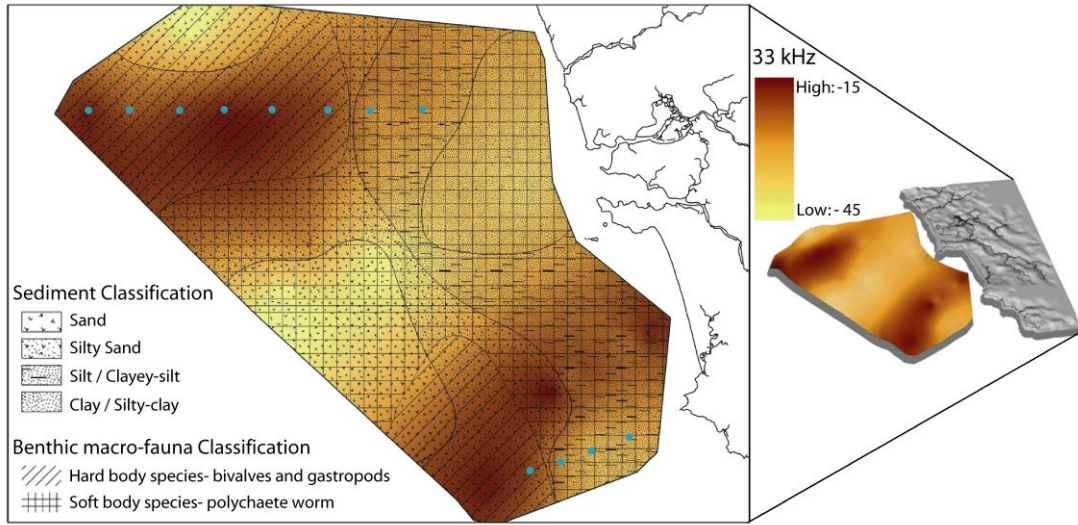 33 kHz
High: -15
Low: - 45
Sediment Classification
Sand
Silty Sand
Silt / Clayey-silt
Clay / Silty-clay
Benthic macro-fauna Classification
Hard body species- bivalves and gastropods
Soft body species- polychaete worm